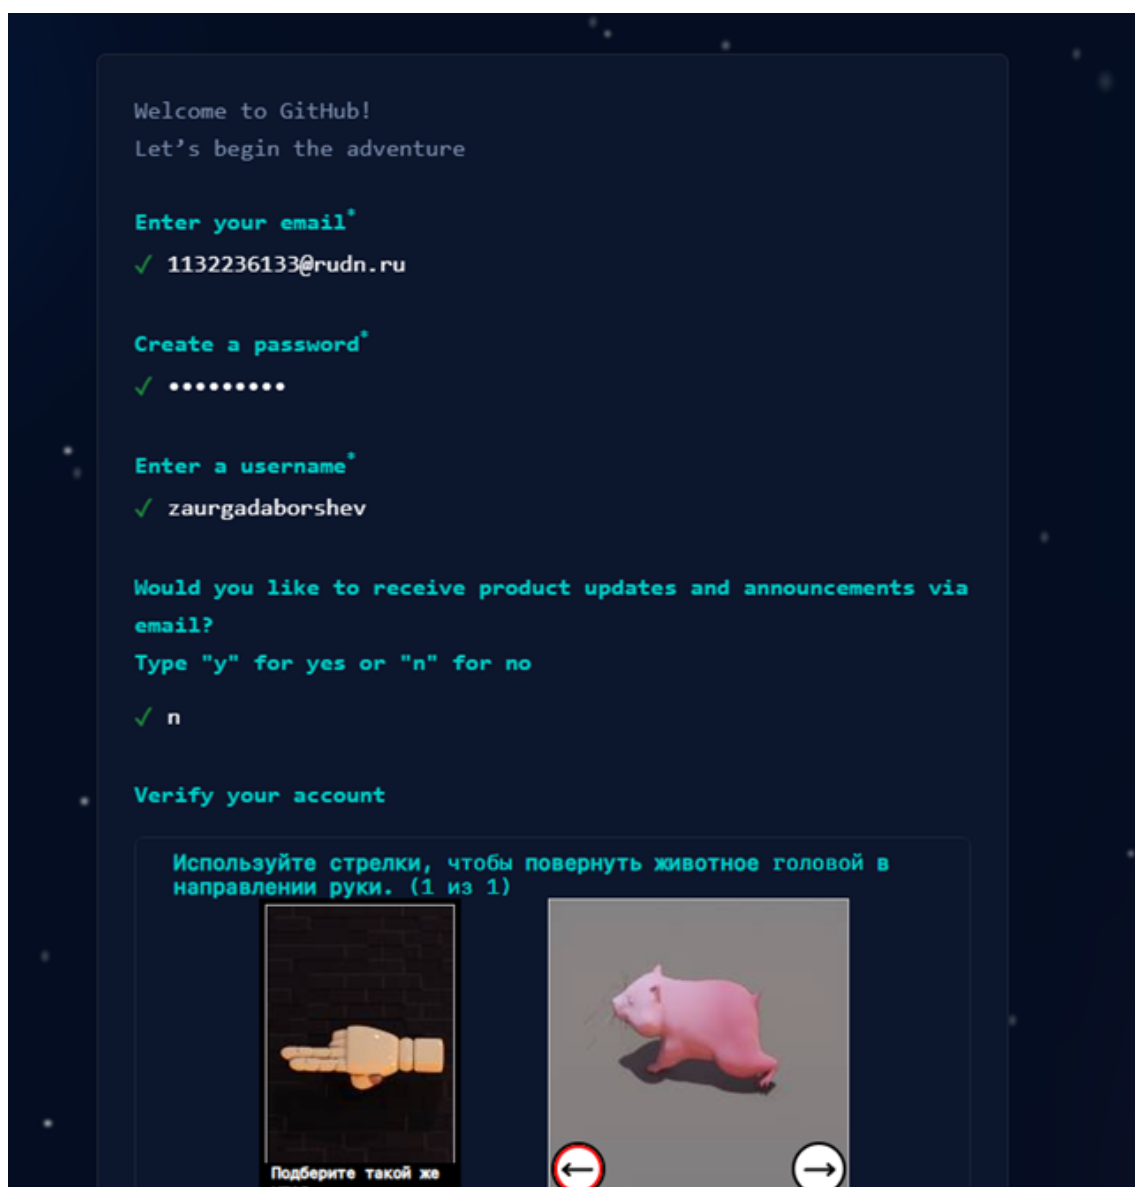 Welcome to GitHub!
Let’s begin the adventure
Enter your email*
✓ 1132236133@rudn.ru
Create a password*
✓ •••••••••
Enter a username*
✓ zaurgadaborshev
Would you like to receive product updates and announcements via
email?
Type "y" for yes or "n" for no
✓ n
Verify your account
Используйте стрелки, чтобы повернуть животное головой в
направлении руки. (1 из 1)
Подберите такой же